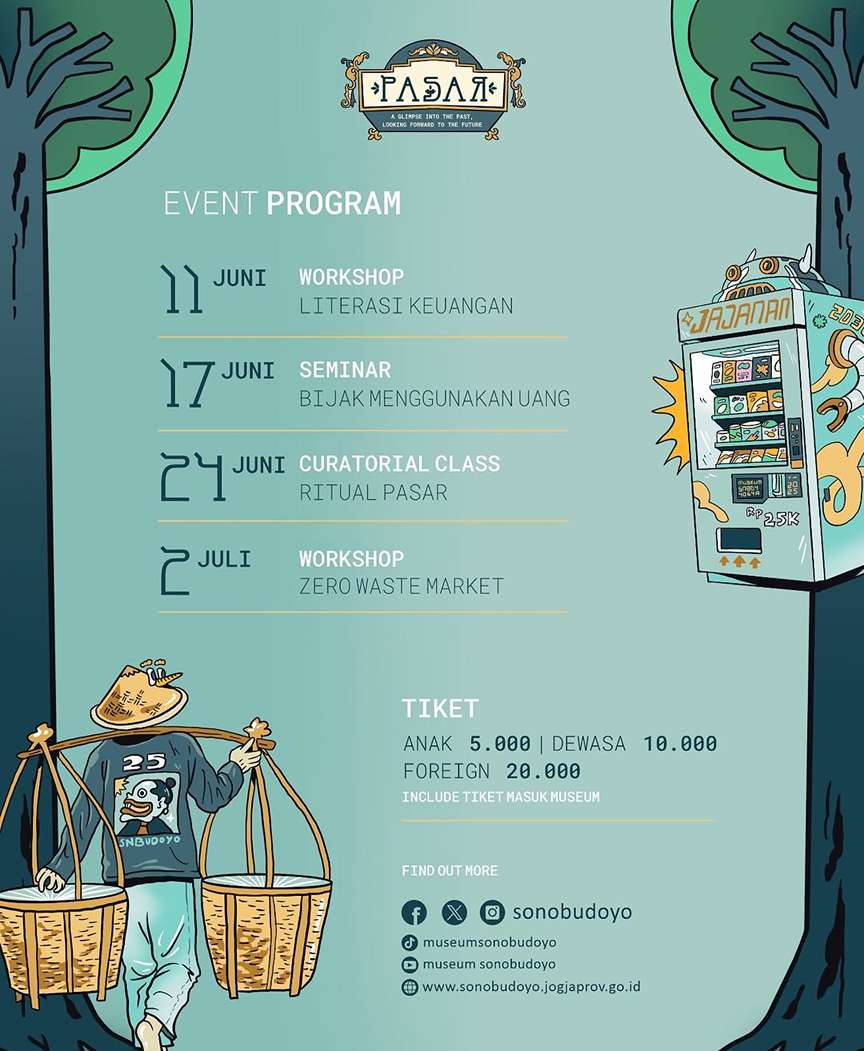 PASAR
A GLIMPSE INTO THE PAST,
LOOKING FORWARD TO THE FUTURE
EVENT PROGRAM
11 JUNI WORKSHOP
LITERASI KEUANGAN
17 JUNI SEMINAR
BIJAK MENGGUNAKAN UANG
24 JUNI CURATORIAL CLASS
RITUAL PASAR
2 JULI WORKSHOP
ZERO WASTE MARKET
JAJANAN
Rp 25K
TIKET
ANAK 5.000 | DEWASA 10.000
FOREIGN 20.000
INCLUDE TIKET MASUK MUSEUM
25
SNBUDOYO
FIND OUT MORE
sonobudoyo
museumsonobudoyo
museum sonobudoyo
www.sonobudoyo.jogjaprov.go.id